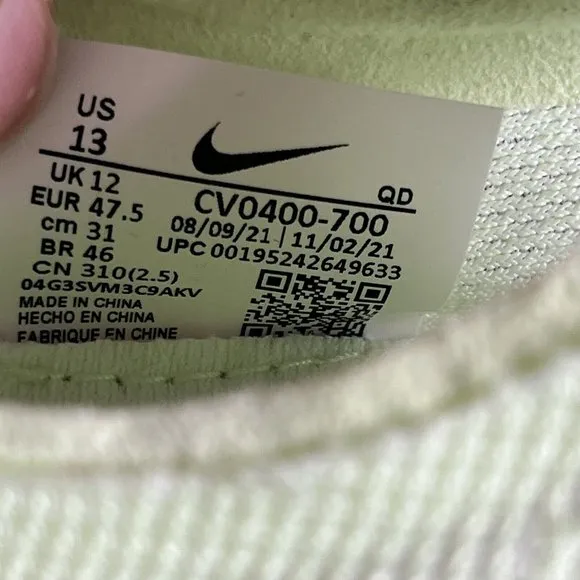 US
13
UK 12
EUR 47.5
cm 31
BR 46
CN 310(2.5)
04G3SVM3C9AKV
MADE IN CHINA
HECHO EN CHINA
FABRIQUE EN CHINE
QD
CV0400-700
08/09/21 | 11/02/21
UPC 00195242649633